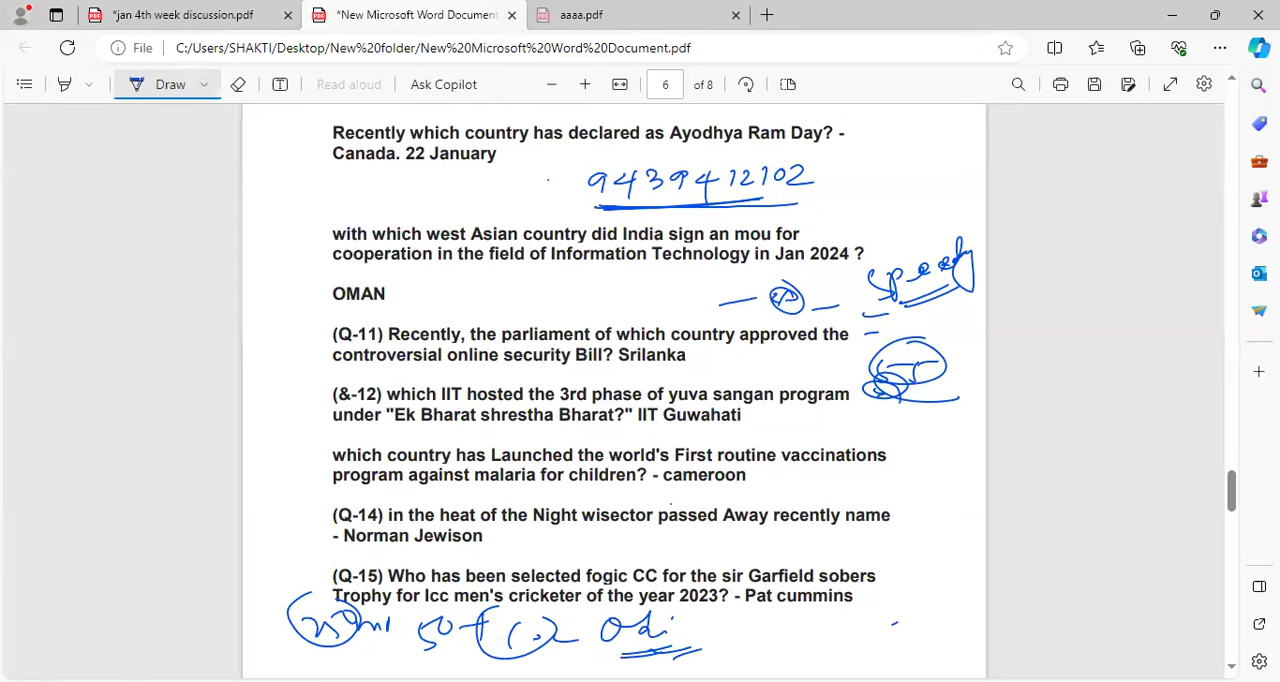 *jan 4th week discussion.pdf
*New Microsoft Word Document
aaaa.pdf
File
C:/Users/SHAKTI/Desktop/New%20folder/New%20Microsoft%20Word%20Document.pdf
Draw
Read aloud
Ask Copilot
6 of 8
Recently which country has declared as Ayodhya Ram Day? -
Canada. 22 January
9439412102
with which west Asian country did India sign an mou for
cooperation in the field of Information Technology in Jan 2024 ?
speedy
OMAN
(Q-11) Recently, the parliament of which country approved the
controversial online security Bill? Srilanka
(&-12) which IIT hosted the 3rd phase of yuva sangan program
under "Ek Bharat shrestha Bharat?" IIT Guwahati
which country has Launched the world's First routine vaccinations
program against malaria for children? - cameroon
(Q-14) in the heat of the Night wisector passed Away recently name
- Norman Jewison
(Q-15) Who has been selected fogic CC for the sir Garfield sobers
Trophy for Icc men's cricketer of the year 2023? - Pat cummins
50